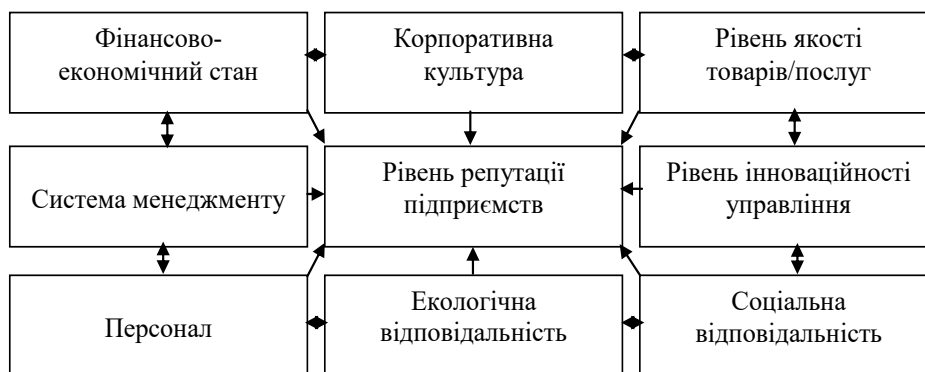 Фінансово-
економічний стан
Корпоративна
культура
Рівень якості
товарів/послуг
Система менеджменту
Рівень репутації
підприємств
Рівень інноваційності
управління
Персонал
Екологічна
відповідальність
Соціальна
відповідальність